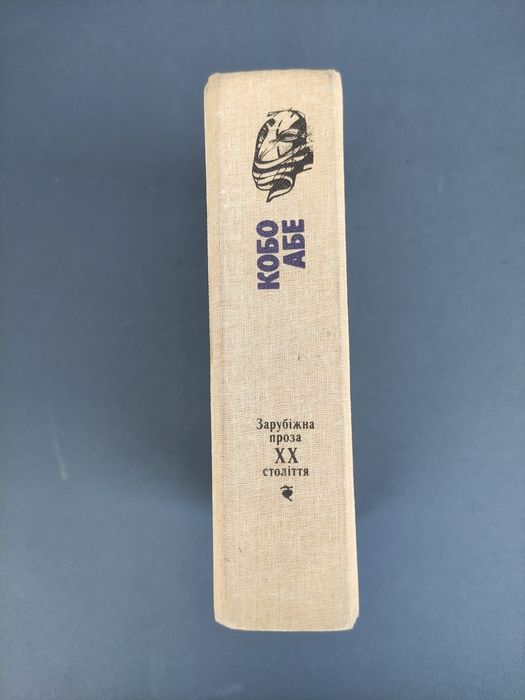 КОБО
АБЕ
Зарубіжна
проза
XX
століття